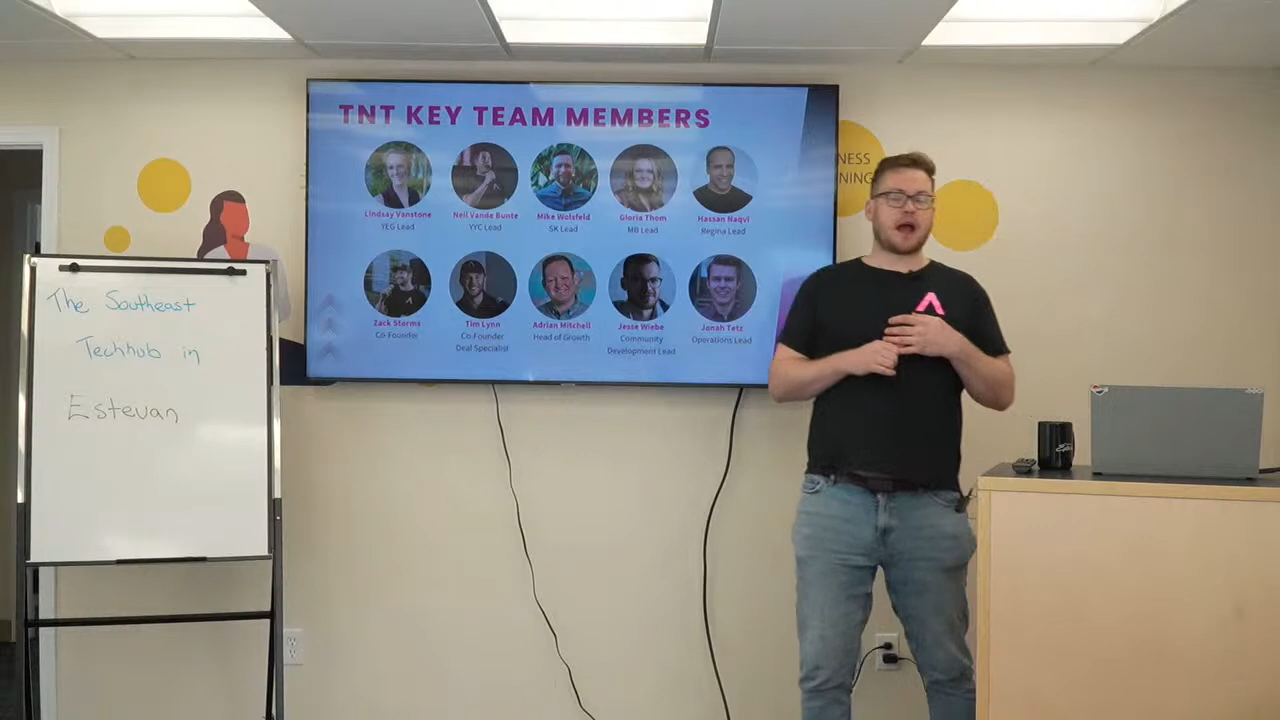 TNT KEY TEAM MEMBERS
Lindsay Vanstone
YEG Lead
Neil Vande Bunte
YYC Lead
Mike Wolsfeld
SK Lead
Gloria Thom
MB Lead
Hassan Naqvi
Regina Lead
Zack Storms
Co-Founder
Tim Lynn
Co-Founder
Deal Specialist
Adrian Mitchell
Head of Growth
Jesse Wiebe
Community
Development Lead
Jonah Tatz
Operations Lead
NESS
NING
The Southeast
Techhub in
Estevan